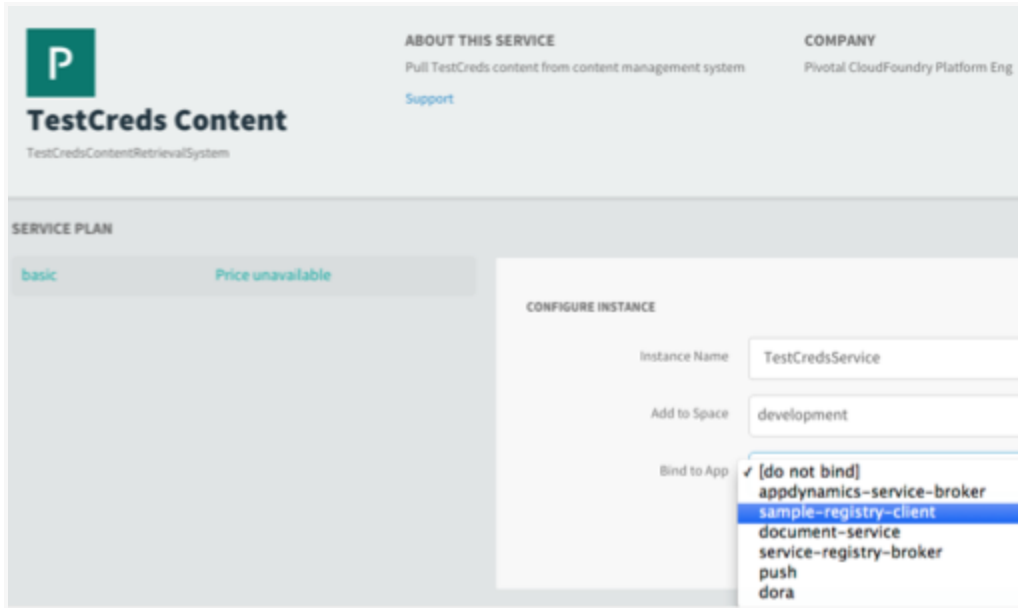 P
TestCreds Content
TestCredsContentRetrievalSystem
ABOUT THIS SERVICE
Pull TestCreds content from content management system
Support
COMPANY
Pivotal CloudFoundry Platform Eng
SERVICE PLAN
basic Price unavailable
CONFIGURE INSTANCE
Instance Name TestCredsService
Add to Space development
Bind to App ✓ [do not bind]
appdynamics-service-broker
sample-registry-client
document-service
service-registry-broker
push
dora